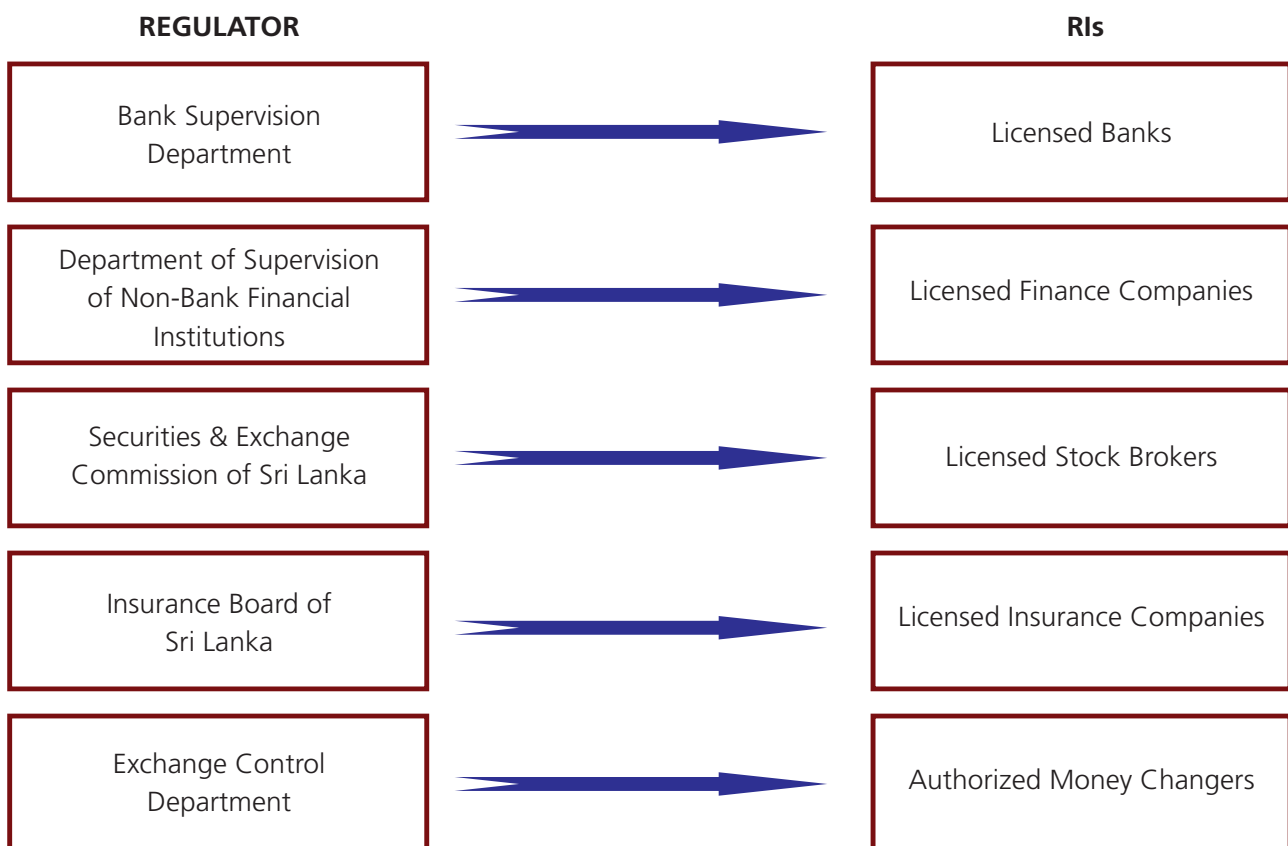 REGULATOR
RIs
Bank Supervision
Department
Licensed Banks
Department of Supervision
of Non-Bank Financial
Institutions
Licensed Finance Companies
Securities & Exchange
Commission of Sri Lanka
Licensed Stock Brokers
Insurance Board of
Sri Lanka
Licensed Insurance Companies
Exchange Control
Department
Authorized Money Changers